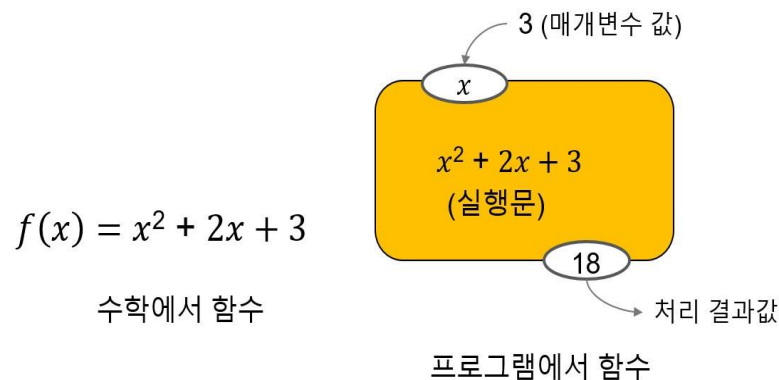 f(x) = x² + 2x + 3
수학에서 함수
3 (매개변수 값)
x
x² + 2x + 3
(실행문)
18
처리 결과값
프로그램에서 함수